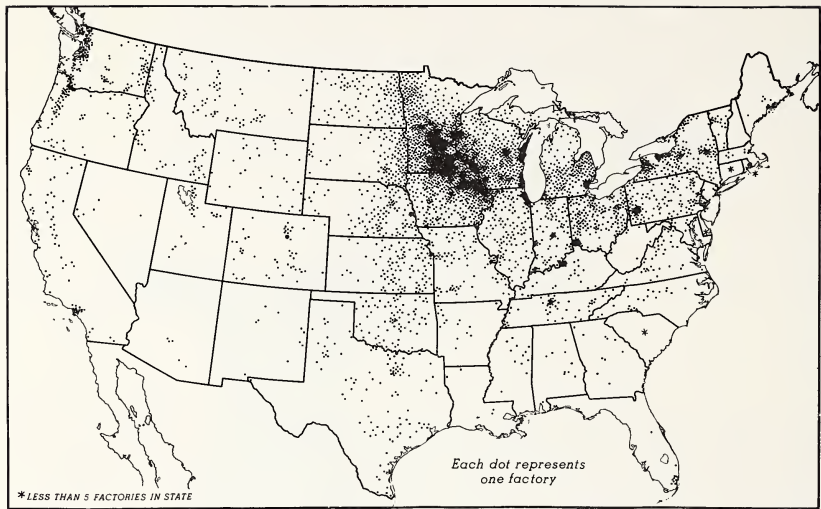 Each dot represents
one factory
* LESS THAN 5 FACTORIES IN STATE